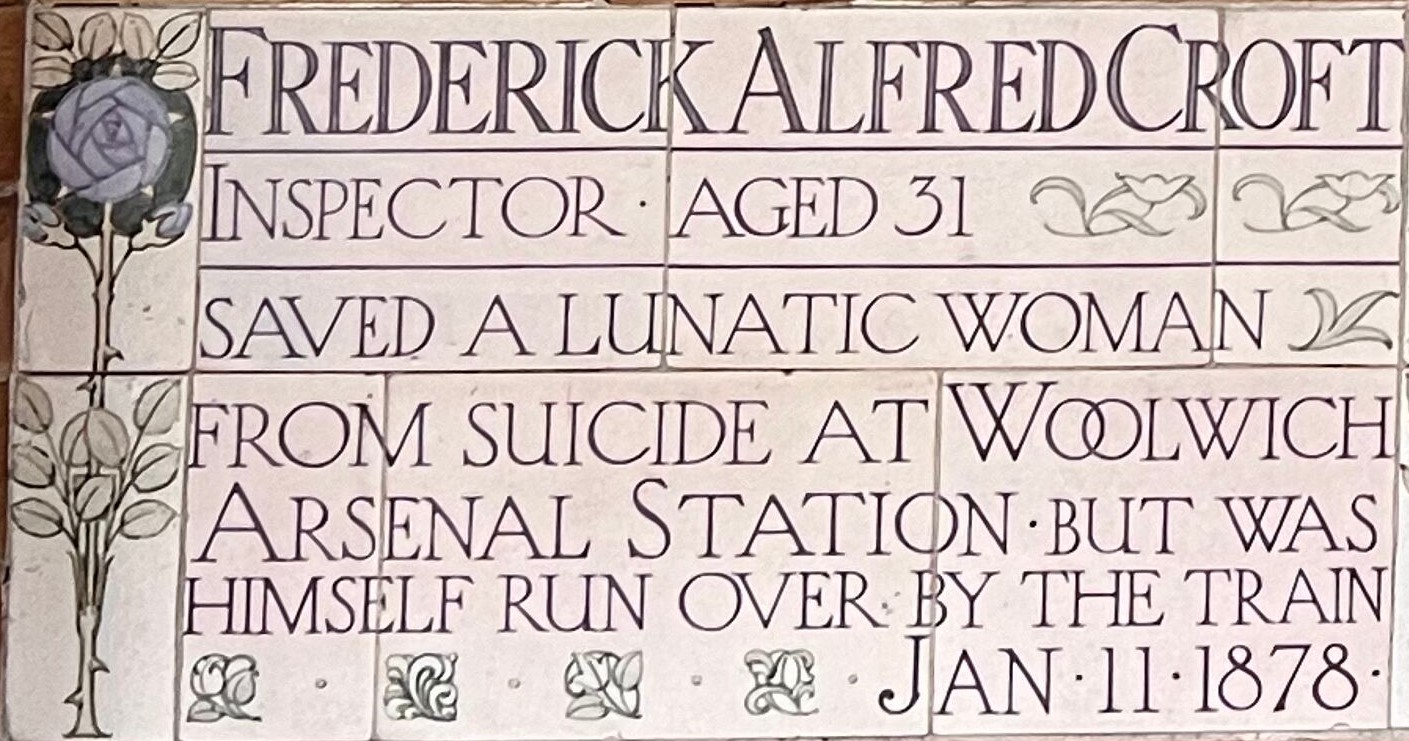 FREDERICK ALFRED CROFT
INSPECTOR · AGED 31
SAVED A LUNATIC WOMAN
FROM SUICIDE AT WOOLWICH
ARSENAL STATION · BUT WAS
HIMSELF RUN OVER BY THE TRAIN
JAN · 11 · 1878 ·